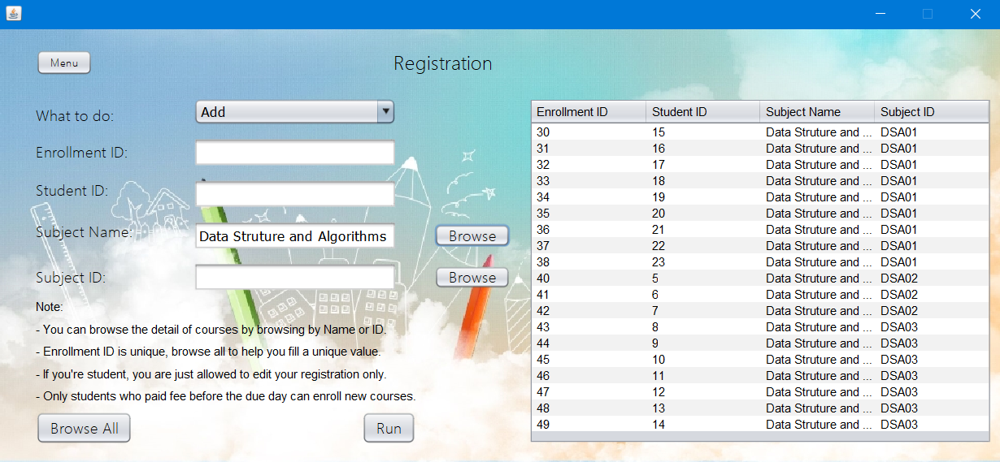 Menu
Registration
What to do:
Add
Enrollment ID:
Student ID:
Subject Name:
Data Struture and Algorithms
Browse
Subject ID:
Browse
Note:
- You can browse the detail of courses by browsing by Name or ID.
- Enrollment ID is unique, browse all to help you fill a unique value.
- If you're student, you are just allowed to edit your registration only.
- Only students who paid fee before the due day can enroll new courses.
Browse All
Run
Enrollment ID Student ID Subject Name Subject ID
30 15 Data Struture and ... DSA01
31 16 Data Struture and ... DSA01
32 17 Data Struture and ... DSA01
33 18 Data Struture and ... DSA01
34 19 Data Struture and ... DSA01
35 20 Data Struture and ... DSA01
36 21 Data Struture and ... DSA01
37 22 Data Struture and ... DSA01
38 23 Data Struture and ... DSA01
40 5 Data Struture and ... DSA02
41 6 Data Struture and ... DSA02
42 7 Data Struture and ... DSA02
43 8 Data Struture and ... DSA03
44 9 Data Struture and ... DSA03
45 10 Data Struture and ... DSA03
46 11 Data Struture and ... DSA03
47 12 Data Struture and ... DSA03
48 13 Data Struture and ... DSA03
49 14 Data Struture and ... DSA03